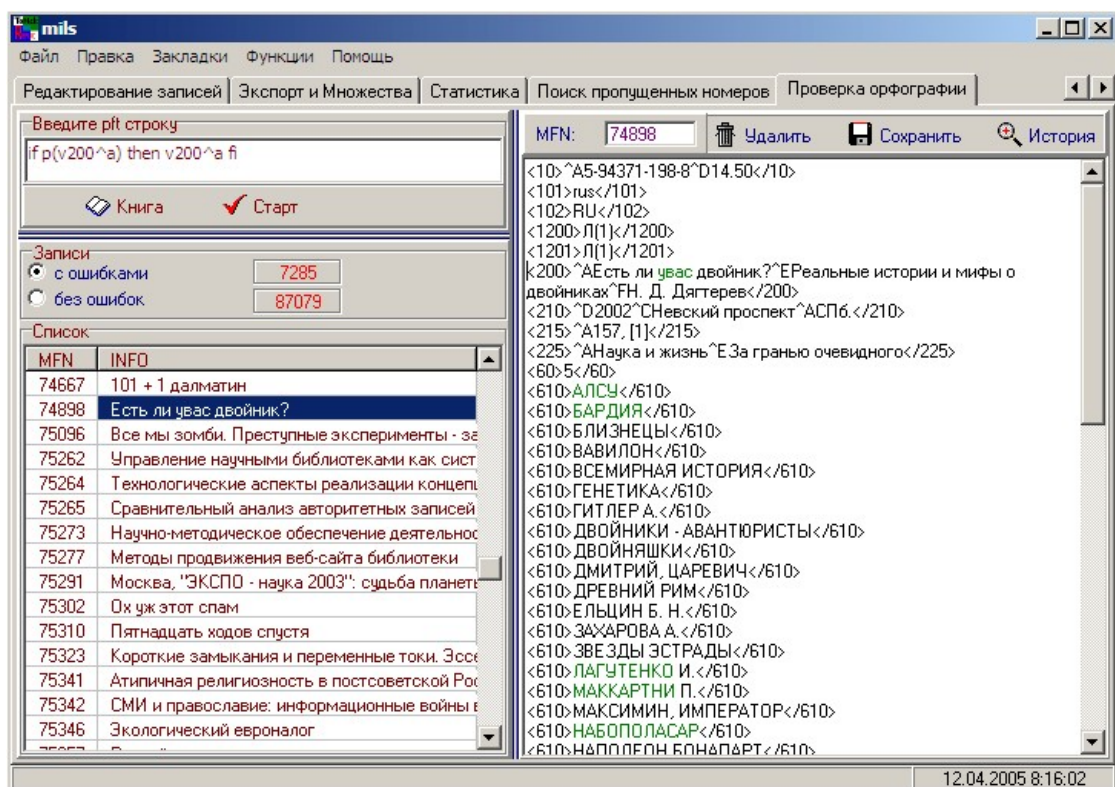 mils
Файл Правка Закладки Функции Помощь
Редактирование записей Экспорт и Множества Статистика Поиск пропущенных номеров Проверка орфографии
Введите pft строку
if p(v200^a) then v200^a fi
Книга Старт
Записи
с ошибками 7285
без ошибок 87079
Список
MFN INFO
74667 101 + 1 далматин
74898 Есть ли увас двойник?
75096 Все мы зомби. Преступные эксперименты - за
75262 Управление научными библиотеками как сист
75264 Технологические аспекты реализации концепц
75265 Сравнительный анализ авторитетных записей
75273 Научно-методическое обеспечение деятельнос
75277 Методы продвижения веб-сайта библиотеки
75291 Москва, "ЭКСПО - наука 2003": судьба планеты
75302 Ох уж этот спам
75310 Пятнадцать ходов спустя
75323 Короткие замыкания и переменные токи. Эссе
75341 Атипичная религиозность в постсоветской Рос
75342 СМИ и православие: информационные войны в
75346 Экологический евроналог
MFN: 74898 Удалить Сохранить История
<10>^A5-94371-198-8^D14.50</10>
<101>rus</101>
<102>RU</102>
<1200>Л(1)</1200>
<1201>Л(1)</1201>
<200>^AЕсть ли увас двойник?^EРеальные истории и мифы о
двойниках^FН. Д. Дягтерев</200>
<210>^D2002^CНевский проспект^AСПб.</210>
<215>^A157, [1]</215>
<225>^AНаука и жизнь^EЗа гранью очевидного</225>
<60>5</60>
<610>АЛСУ</610>
<610>БАРДИЯ</610>
<610>БЛИЗНЕЦЫ</610>
<610>ВАВИЛОН</610>
<610>ВСЕМИРНАЯ ИСТОРИЯ</610>
<610>ГЕНЕТИКА</610>
<610>ГИТЛЕР А.</610>
<610>ДВОЙНИКИ - АВАНТЮРИСТЫ</610>
<610>ДВОЙНЯШКИ</610>
<610>ДМИТРИЙ, ЦАРЕВИЧ</610>
<610>ДРЕВНИЙ РИМ</610>
<610>ЕЛЬЦИН Б. Н.</610>
<610>ЗАХАРОВА А.</610>
<610>ЗВЕЗДЫ ЭСТРАДЫ</610>
<610>ЛАГУТЕНКО И.</610>
<610>МАККАРТНИ П.</610>
<610>МАКСИМИН, ИМПЕРАТОР</610>
<610>НАБОПОЛАСАР</610>
<610>НАПОЛЕОН БОНАПАРТ</610>
12.04.2005 8:16:02